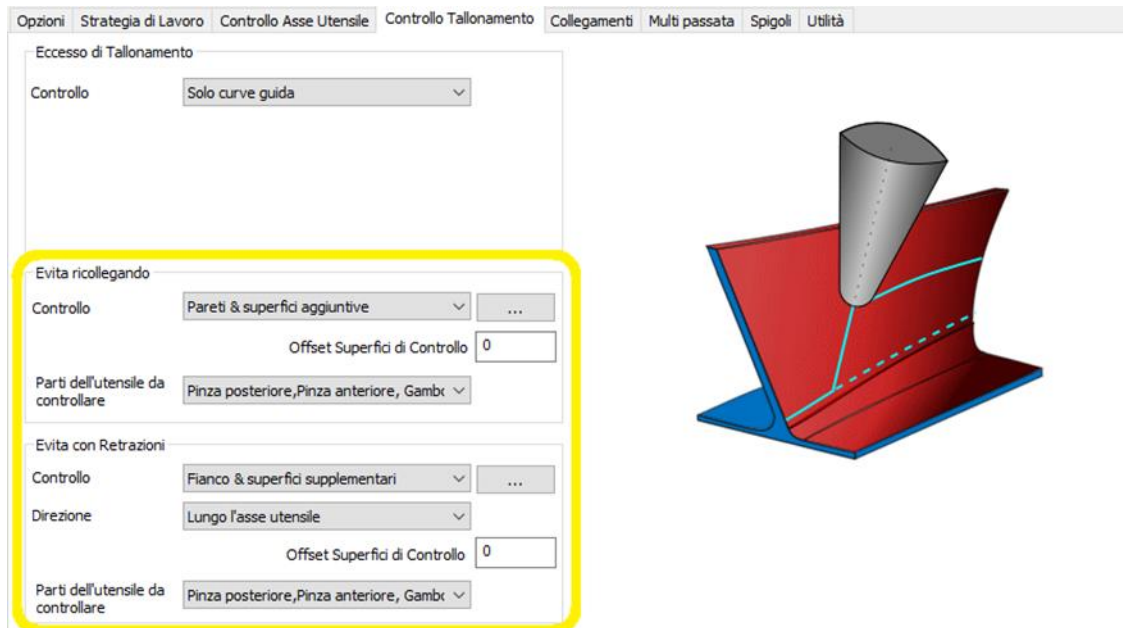 Opzioni Strategia di Lavoro Controllo Asse Utensile Controllo Tallonamento Collegamenti Multi passata Spigoli Utilità
Eccesso di Tallonamento
Controllo Solo curve guida
Evita ricollegando
Controllo Pareti & superfici aggiuntive ...
Offset Superfici di Controllo 0
Parti dell'utensile da
controllare Pinza posteriore,Pinza anteriore, Gambo
Evita con Retrazioni
Controllo Fianco & superfici supplementari ...
Direzione Lungo l'asse utensile
Offset Superfici di Controllo 0
Parti dell'utensile da
controllare Pinza posteriore,Pinza anteriore, Gambo